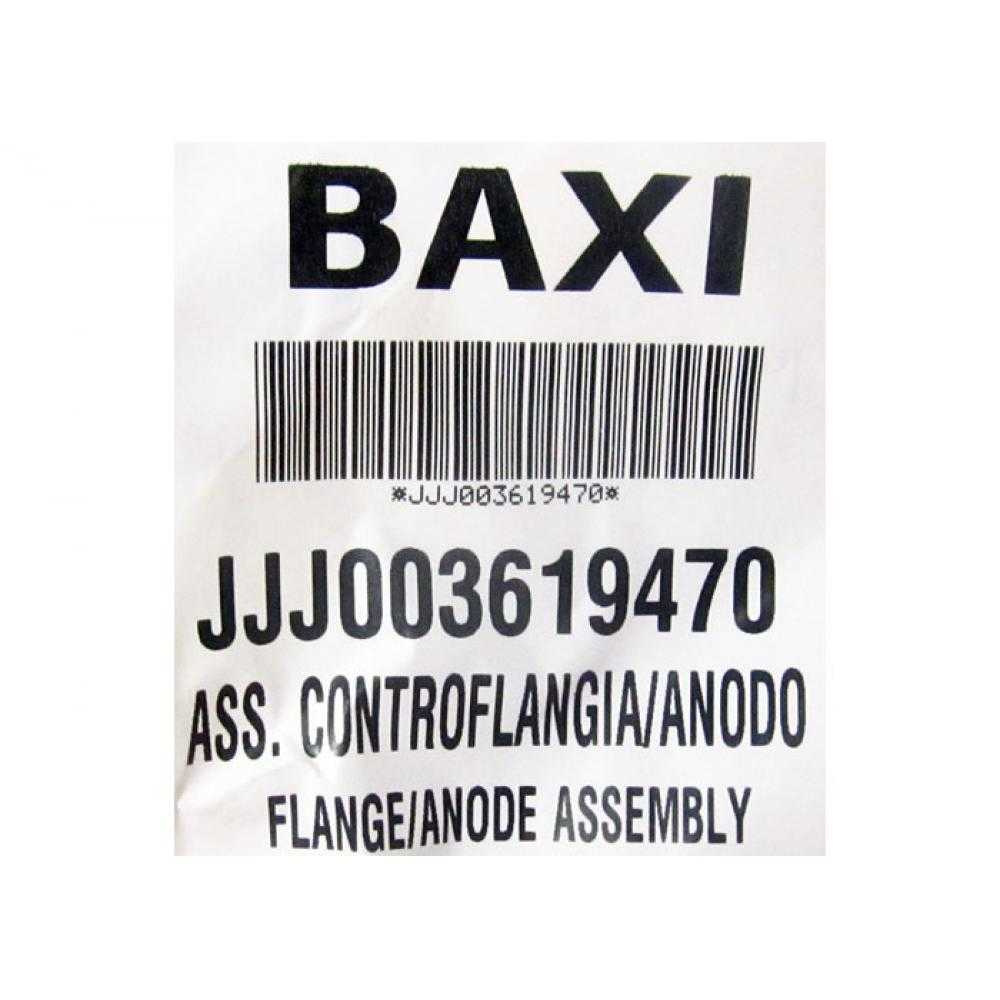 BAXI
*JJJ003619470*
JJJ003619470
ASS. CONTROFLANGIA/ANODO
FLANGE/ANODE ASSEMBLY